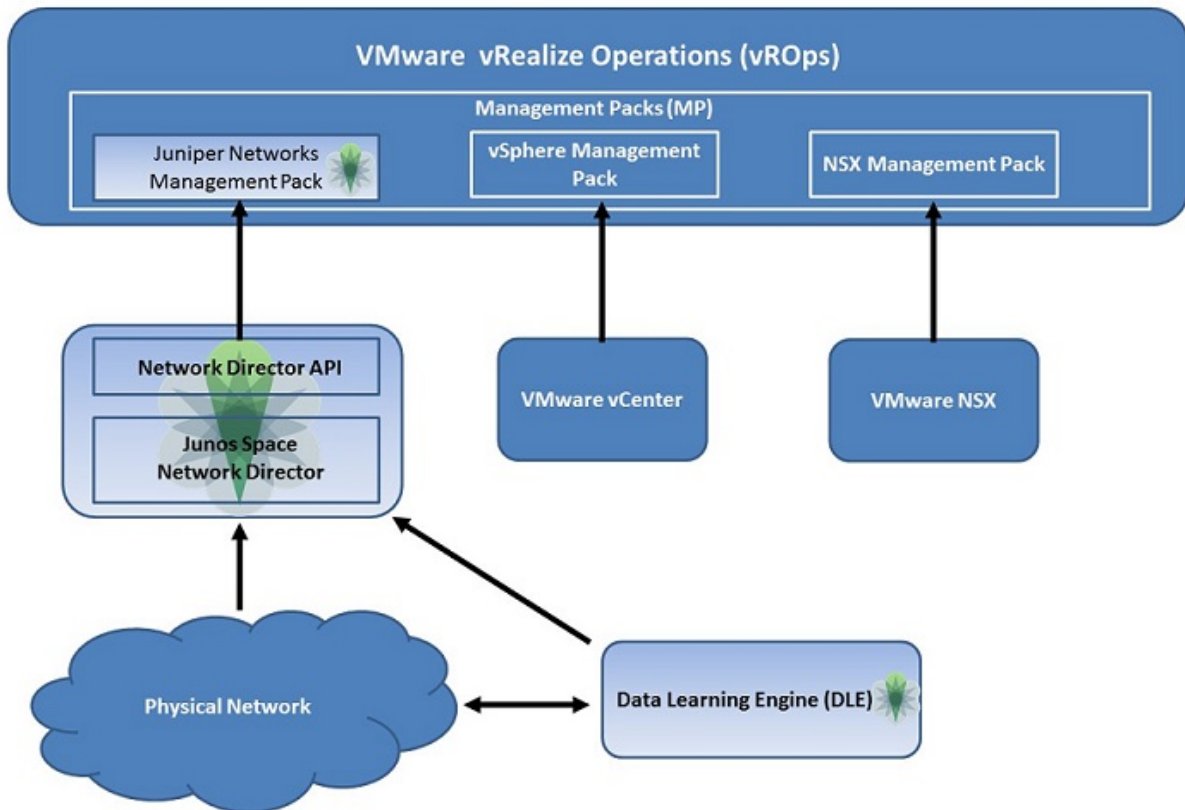 VMware vRealize Operations (vROps)
Management Packs (MP)
Juniper Networks
Management Pack
vSphere Management
Pack
NSX Management Pack
Network Director API
Junos Space
Network Director
VMware vCenter
VMware NSX
Physical Network
Data Learning Engine (DLE)